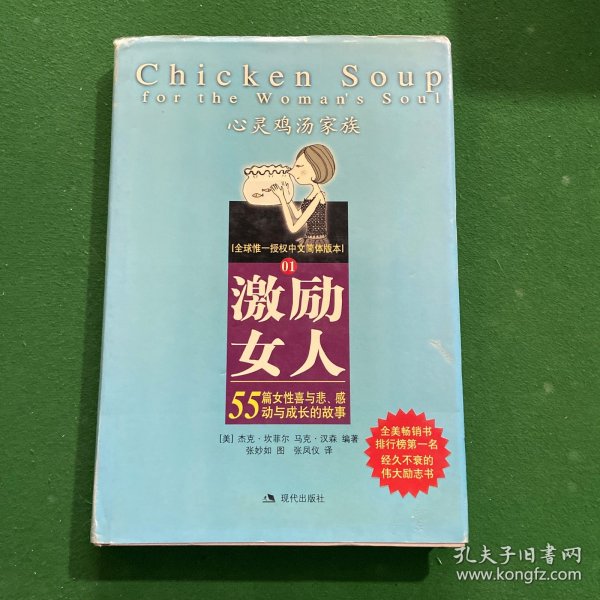 Chicken Soup
for the Woman's Soul
心灵鸡汤家族
[全球惟一授权中文简体版本]
01
激励
女人
55篇女性喜与悲、感
动与成长的故事
[美] 杰克·坎菲尔 马克·汉森 编著
张妙如 图 张凤仪 译
全美畅销书
排行榜第一名
经久不衰的
伟大励志书
现代出版社
孔夫子旧书网
www.kongfz.com